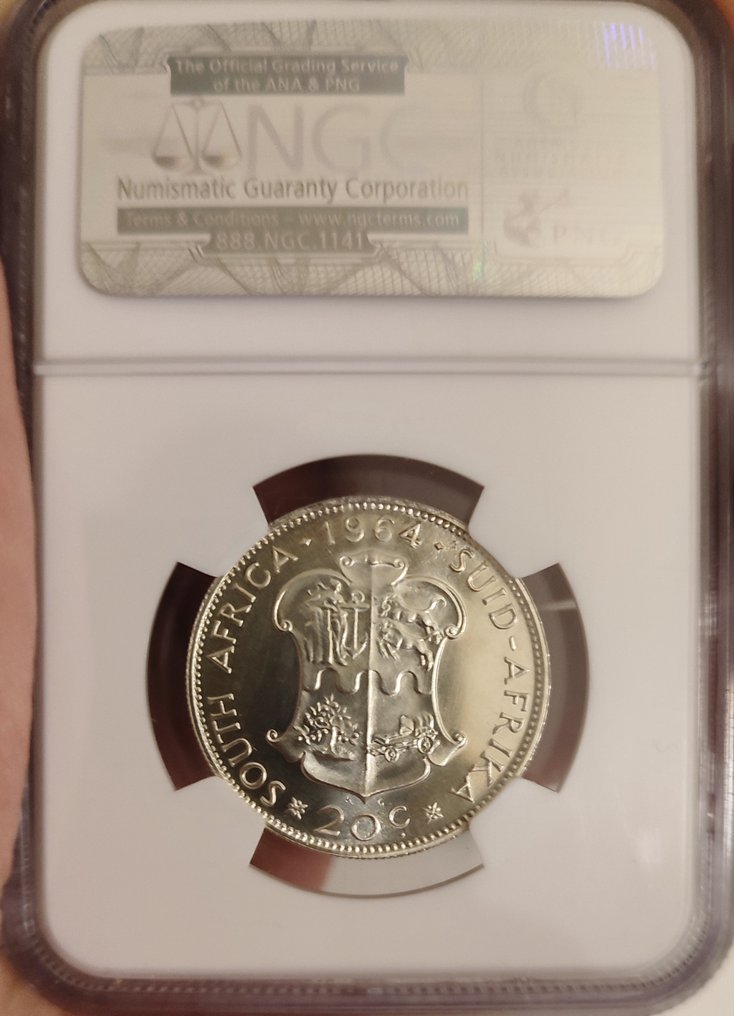 The Official Grading Service
of the ANA & PNG
NGC
Numismatic Guaranty Corporation
Terms & Conditions – www.ngcterms.com
888.NGC.1141
PNG
SOUTH AFRICA · 1964 · SUID-AFRIKA
20c